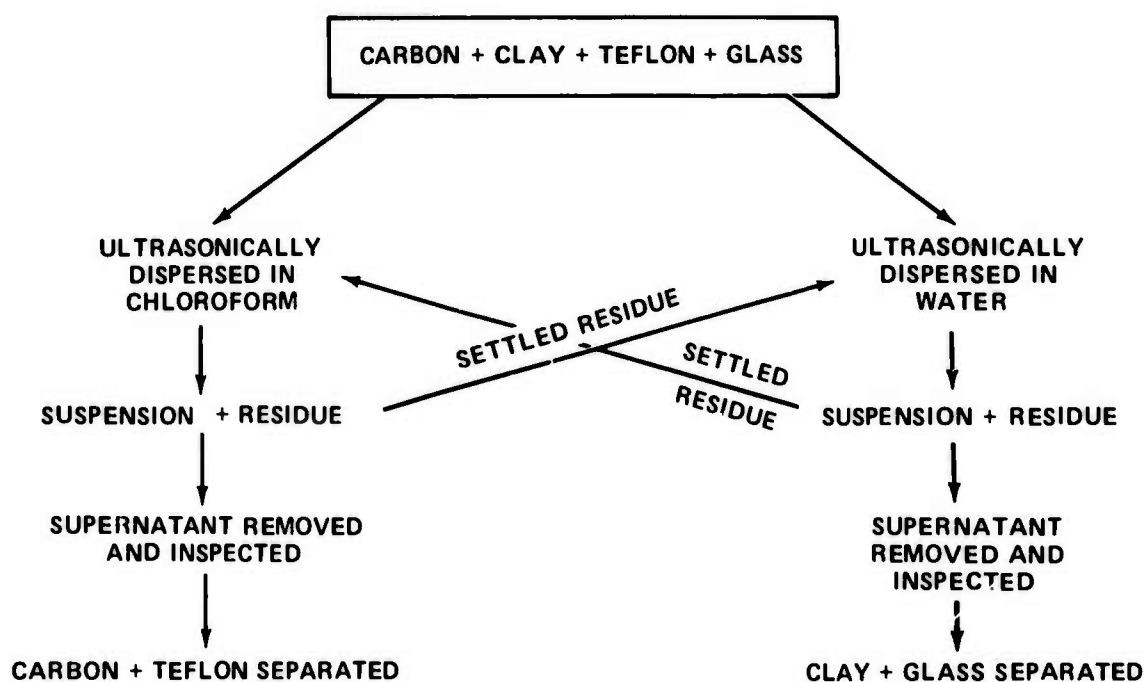 CARBON + CLAY + TEFLON + GLASS
ULTRASONICALLY
DISPERSED IN
CHLOROFORM
ULTRASONICALLY
DISPERSED IN
WATER
SETTLED RESIDUE
SETTLED
RESIDUE
SUSPENSION + RESIDUE
SUSPENSION + RESIDUE
SUPERNATANT REMOVED
AND INSPECTED
SUPERNATANT
REMOVED AND
INSPECTED
CARBON + TEFLON SEPARATED
CLAY + GLASS SEPARATED